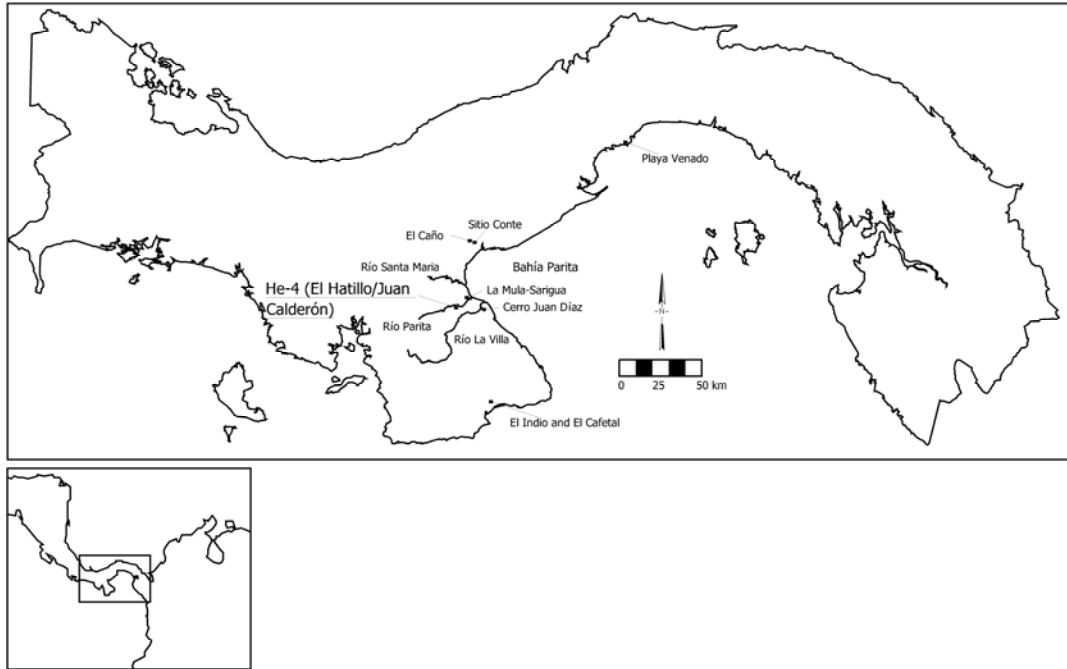 Playa Venado
Sitio Conte
El Caño
Río Santa Maria
Bahía Parita
He-4 (El Hatillo/Juan
Calderón)
La Mula-Sarigua
Cerro Juan Díaz
Río Parita
Río La Villa
N
0 25 50 km
El Indio and El Cafetal